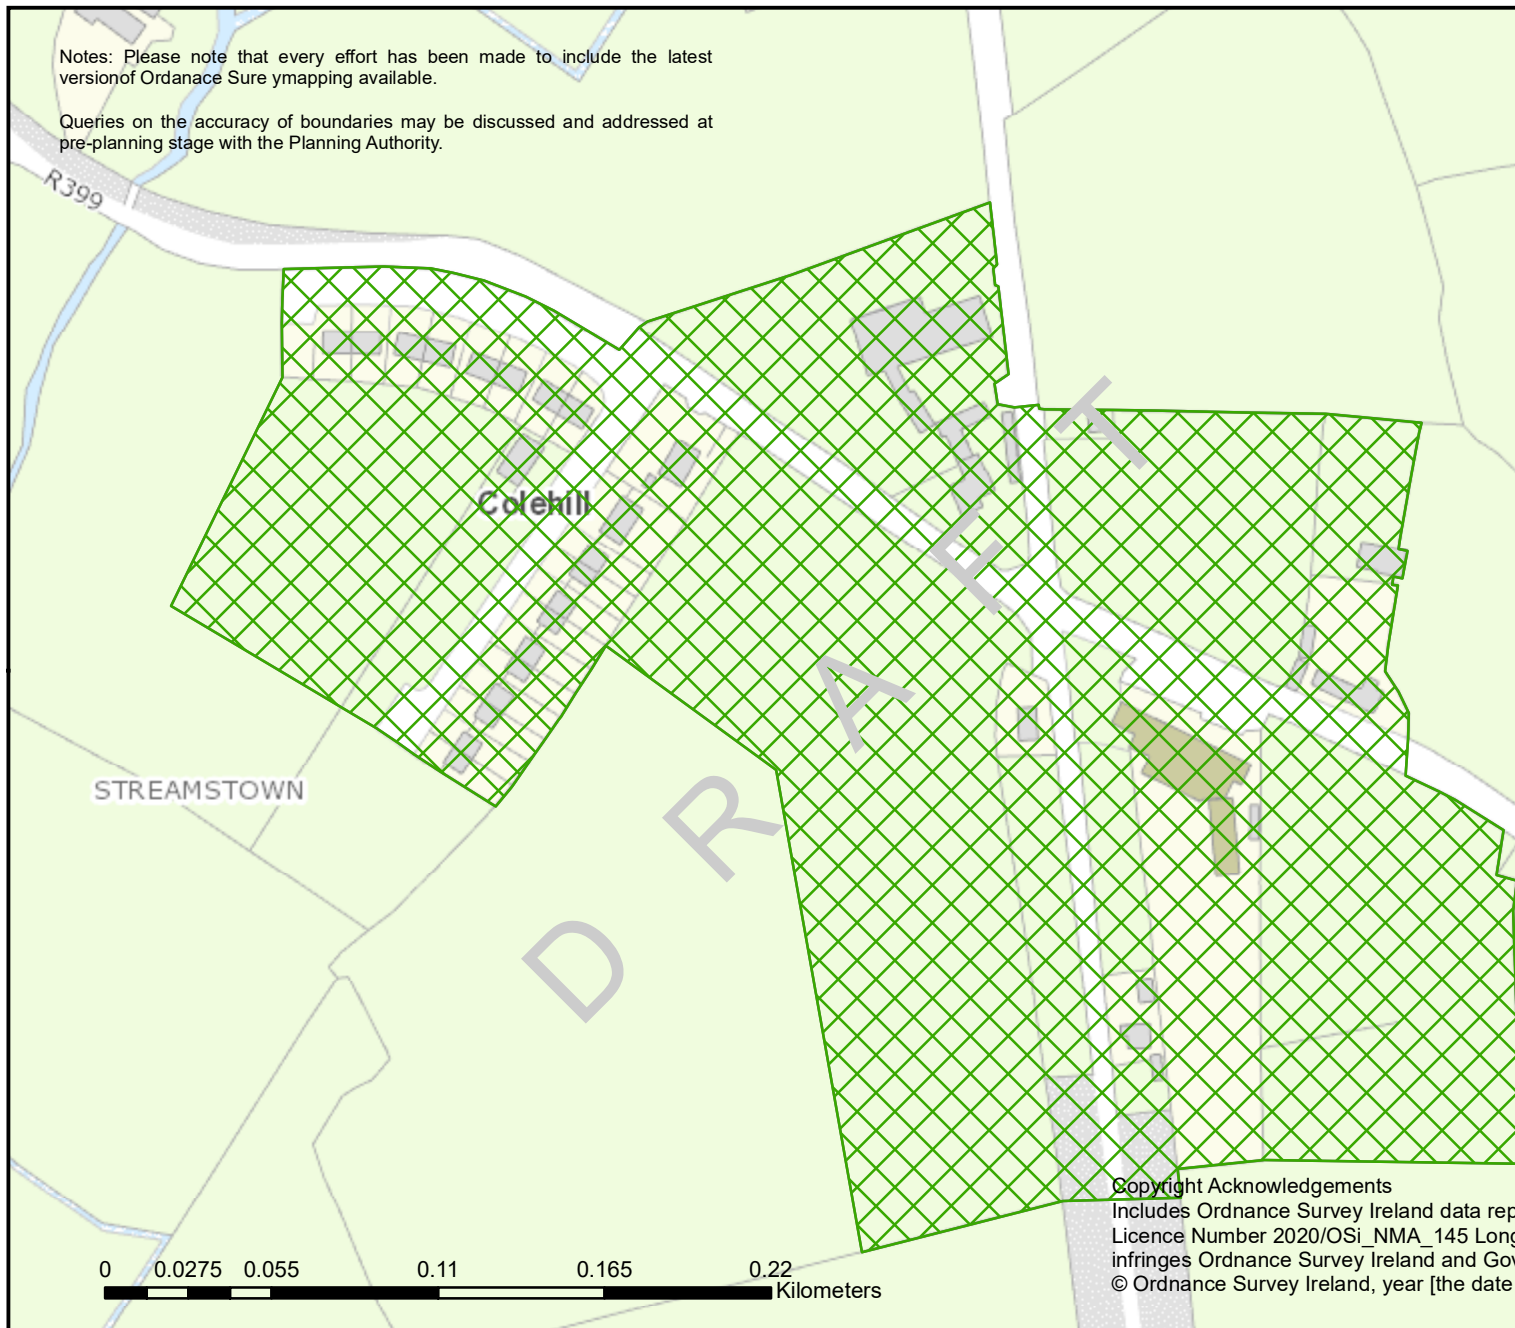 Notes: Please note that every effort has been made to include the latest
versionof Ordanace Sure ymapping available.
Queries on the accuracy of boundaries may be discussed and addressed at
pre-planning stage with the Planning Authority.
R399
Colehill
STREAMSTOWN
DRAFT
0 0.0275 0.055 0.11 0.165 0.22
Kilometers
Copyright Acknowledgements
Includes Ordnance Survey Ireland data rep
Licence Number 2020/OSi_NMA_145 Long
infringes Ordnance Survey Ireland and Gov
© Ordnance Survey Ireland, year [the date